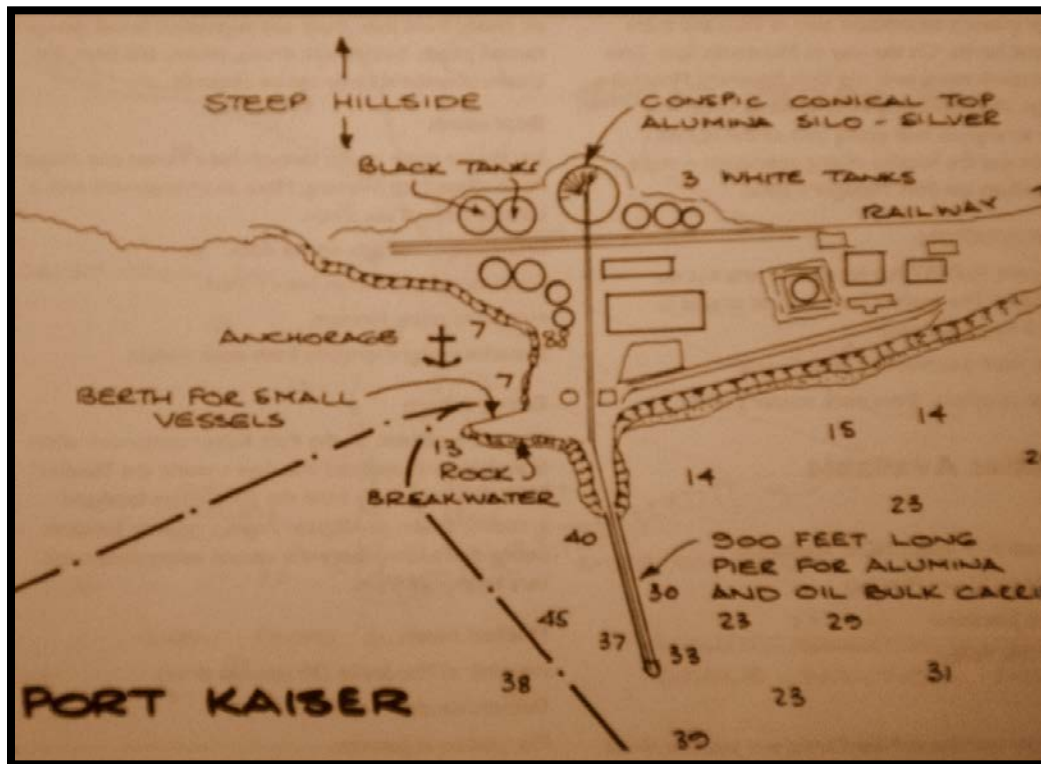 STEEP HILLSIDE
CONSPIC CONICAL TOP
ALUMINA SILO - SILVER
BLACK TANKS
3 WHITE TANKS
RAILWAY
ANCHORAGE
7
7
BERTH FOR SMALL
VESSELS
13
ROCK
BREAKWATER
15
14
14
23
40
900 FEET LONG
PIER FOR ALUMINA
AND OIL BULK
30
23
29
45
37
33
31
38
23
39
PORT KAISER